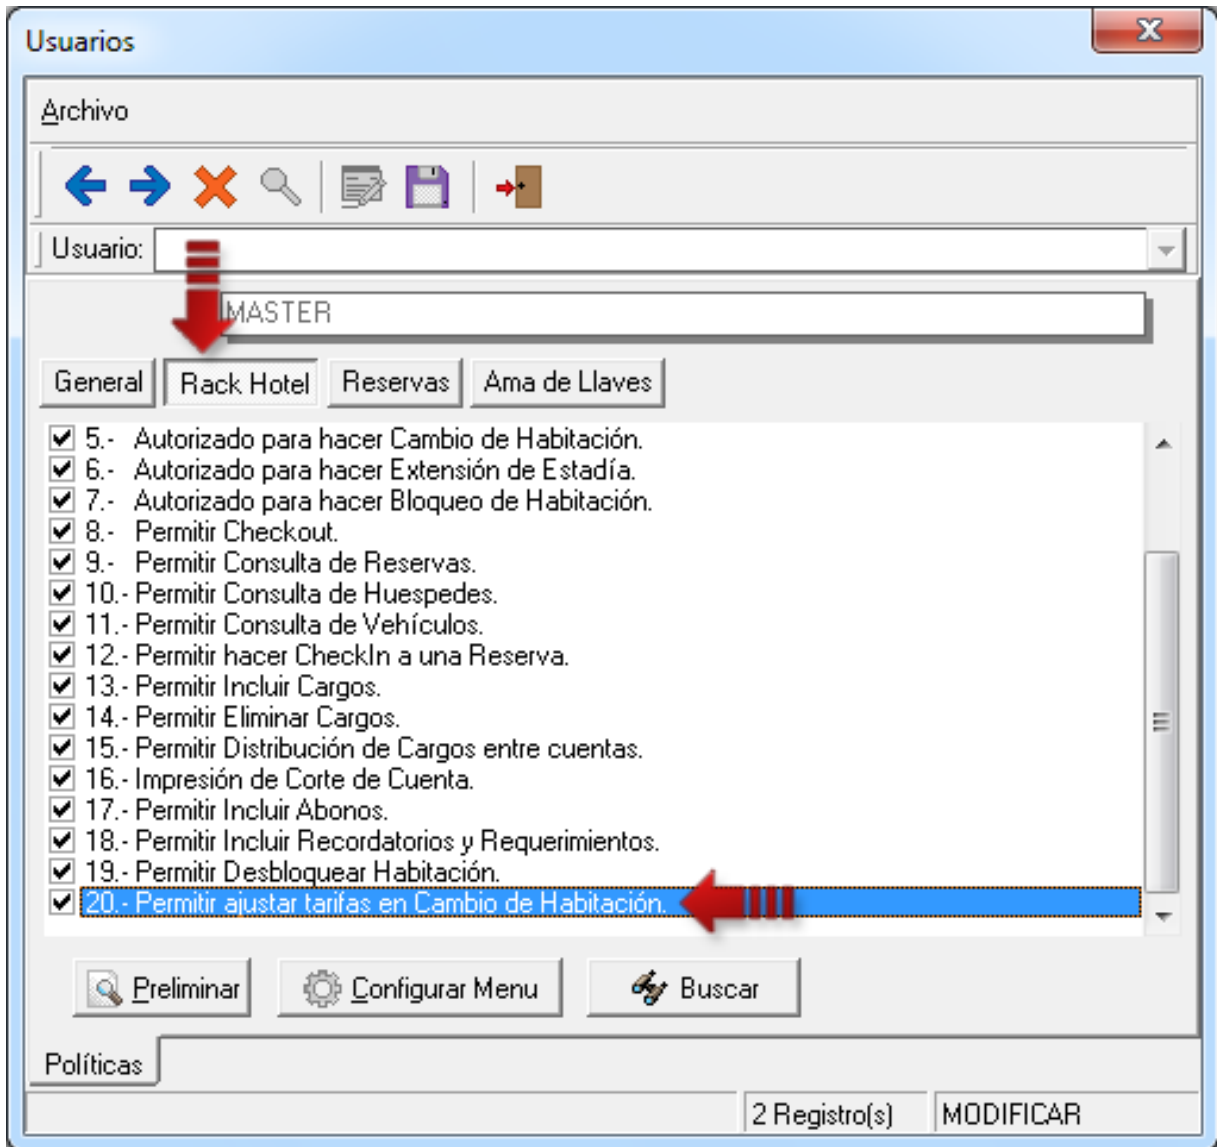 Usuarios
Archivo
Usuario:
MASTER
General Rack Hotel Reservas Ama de Llaves
5.- Autorizado para hacer Cambio de Habitación.
6.- Autorizado para hacer Extensión de Estadía.
7.- Autorizado para hacer Bloqueo de Habitación.
8.- Permitir Checkout.
9.- Permitir Consulta de Reservas.
10.- Permitir Consulta de Huespedes.
11.- Permitir Consulta de Vehículos.
12.- Permitir hacer CheckIn a una Reserva.
13.- Permitir Incluir Cargos.
14.- Permitir Eliminar Cargos.
15.- Permitir Distribución de Cargos entre cuentas.
16.- Impresión de Corte de Cuenta.
17.- Permitir Incluir Abonos.
18.- Permitir Incluir Recordatorios y Requerimientos.
19.- Permitir Desbloquear Habitación.
20.- Permitir ajustar tarifas en Cambio de Habitación.
Preliminar Configurar Menu Buscar
Políticas
2 Registro(s) MODIFICAR